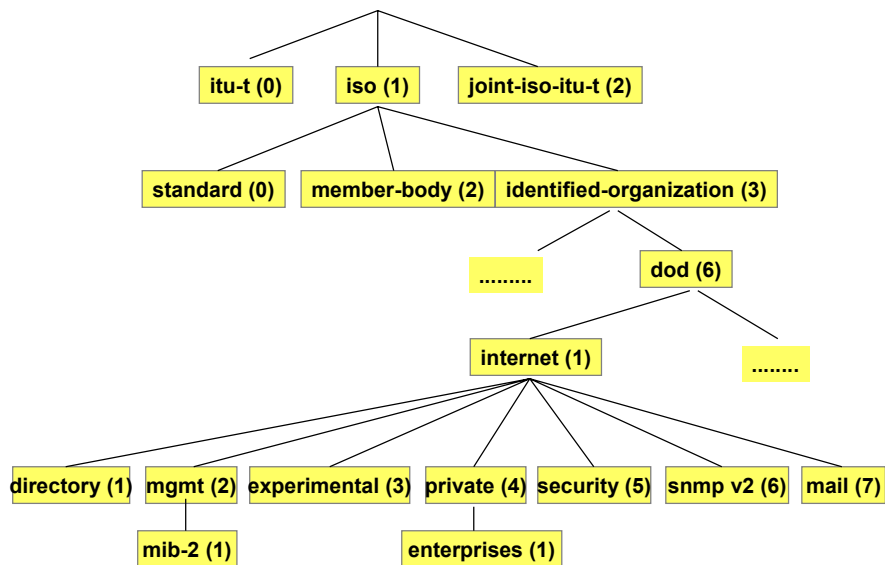 itu-t (0) iso (1) joint-iso-itu-t (2)
standard (0) member-body (2) identified-organization (3)
......... dod (6)
internet (1) ........
directory (1) mgmt (2) experimental (3) private (4) security (5) snmp v2 (6) mail (7)
mib-2 (1) enterprises (1)